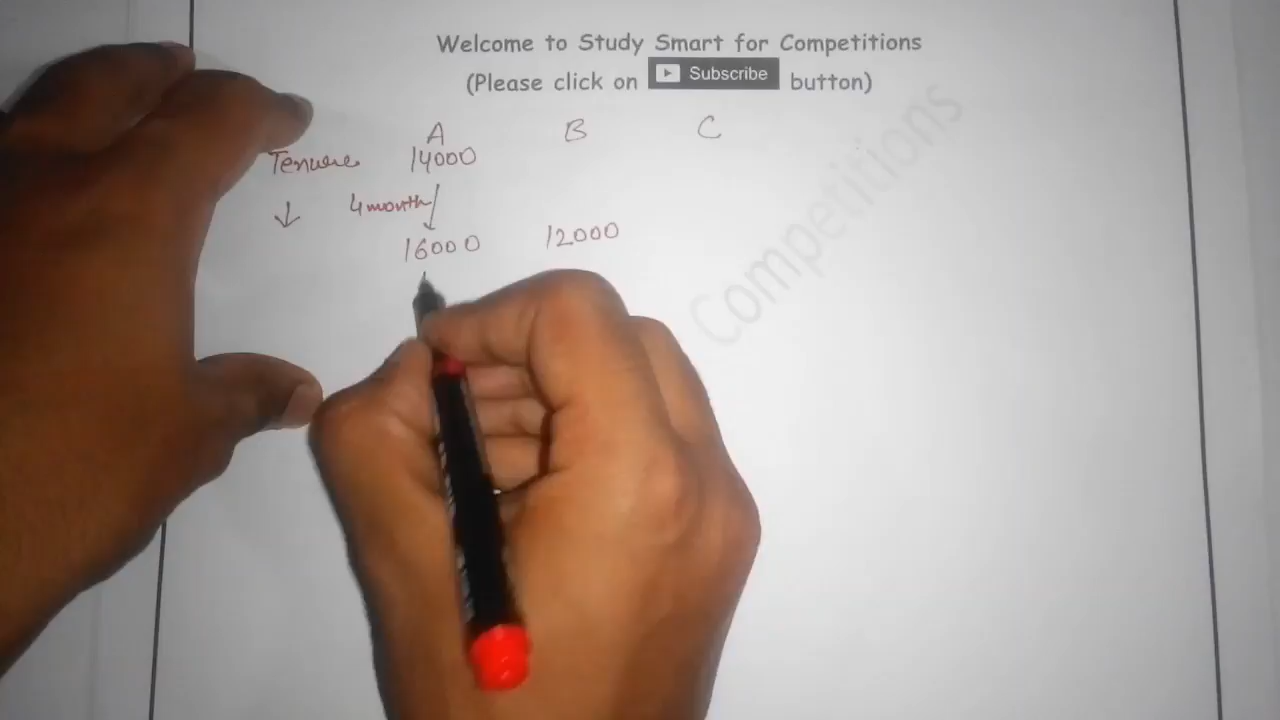 Welcome to Study Smart for Competitions
(Please click on Subscribe button)
A B C
Tenure 14000
4 month
16000 12000
Competitions